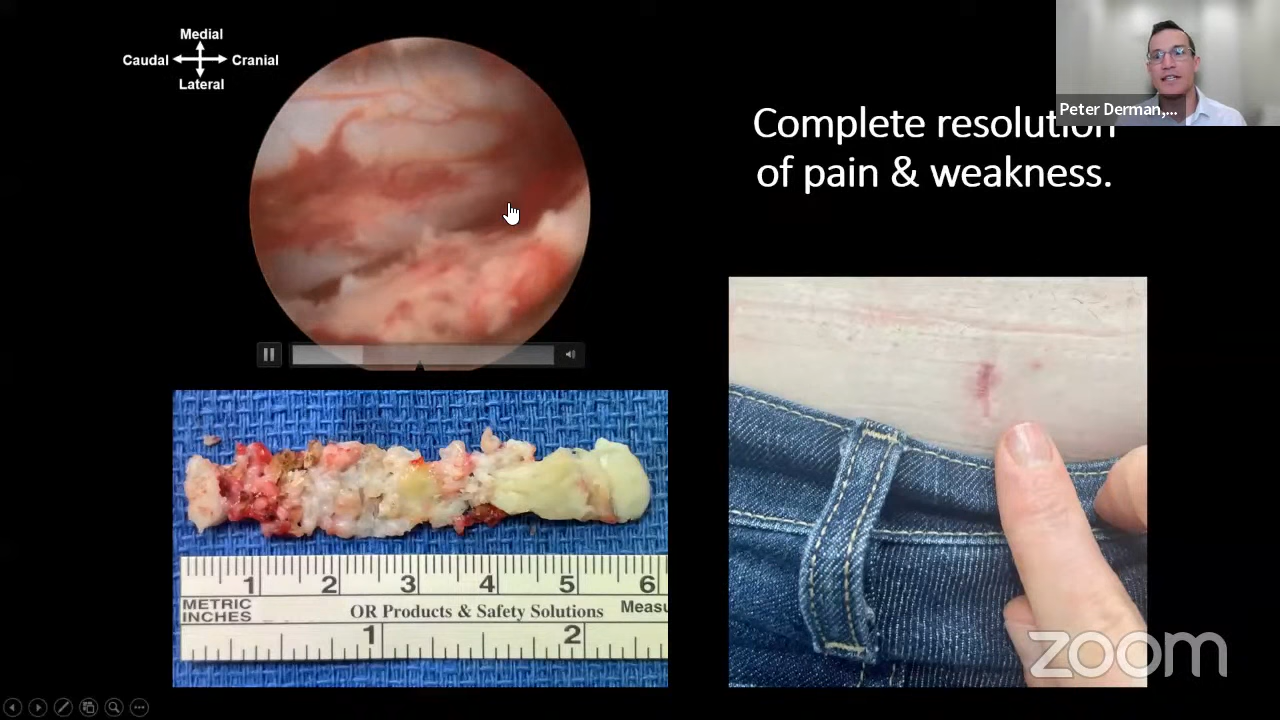 Medial
Caudal Cranial
Lateral
Peter Derman,...
Complete resolution
of pain & weakness.
1 2 3 4 5 6
METRIC
INCHES
OR Products & Safety Solutions Measu
1 2
zoom